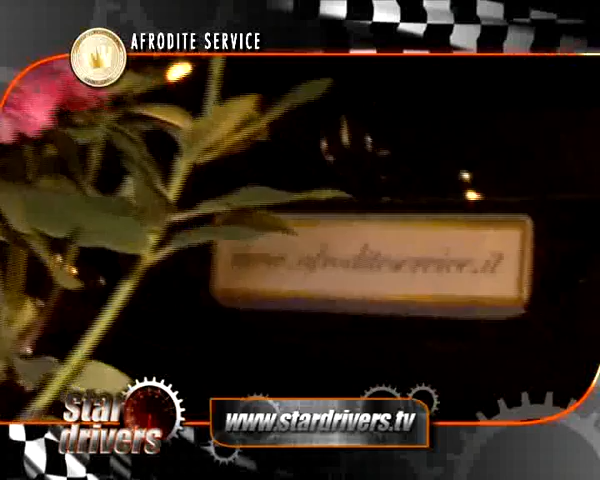 AFRODITE SERVICE
www.afroditeservice.it
star
drivers
www.stardrivers.tv